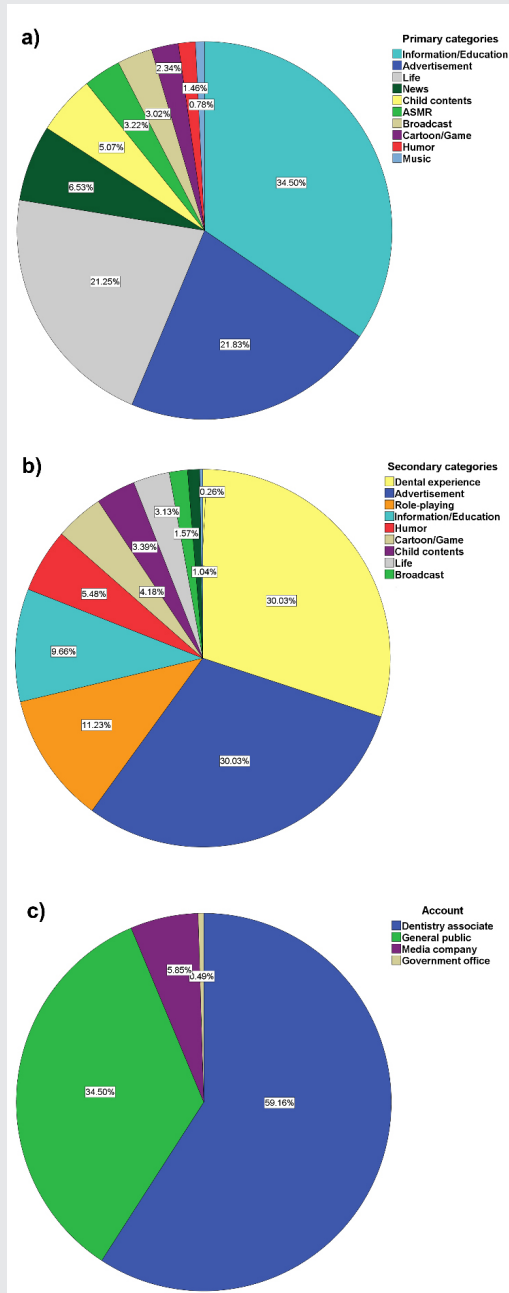 a)
Primary categories
Information/Education
Advertisement
Life
News
Child contents
ASMR
Broadcast
Cartoon/Game
Humor
Music
2.34%
1.46%
3.02%
0.78%
3.22%
5.07%
34.50%
6.53%
21.25%
21.83%
b)
Secondary categories
Dental experience
Advertisement
Role-playing
Information/Education
Humor
Cartoon/Game
Child contents
Life
Broadcast
0.26%
3.13%
1.57%
3.39%
1.04%
4.18%
5.48%
30.03%
9.66%
11.23%
30.03%
c)
Account
Dentistry associate
General public
Media company
Government office
5.85%
0.49%
34.50%
59.16%